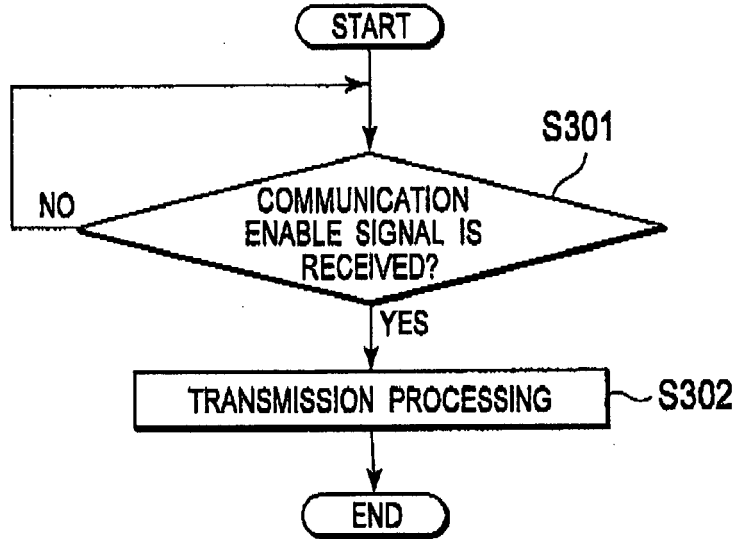 START
S301
COMMUNICATION
ENABLE SIGNAL IS
RECEIVED?
NO
YES
TRANSMISSION PROCESSING
S302
END